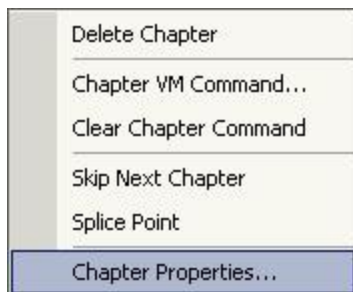 Delete Chapter
Chapter VM Command...
Clear Chapter Command
Skip Next Chapter
Splice Point
Chapter Properties...